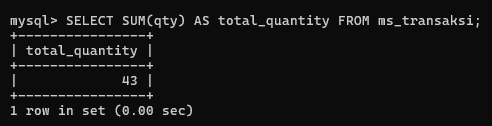 mysql> SELECT SUM(qty) AS total_quantity FROM ms_transaksi;
+----------------+
| total_quantity |
+----------------+
|             43 |
+----------------+
1 row in set (0.00 sec)